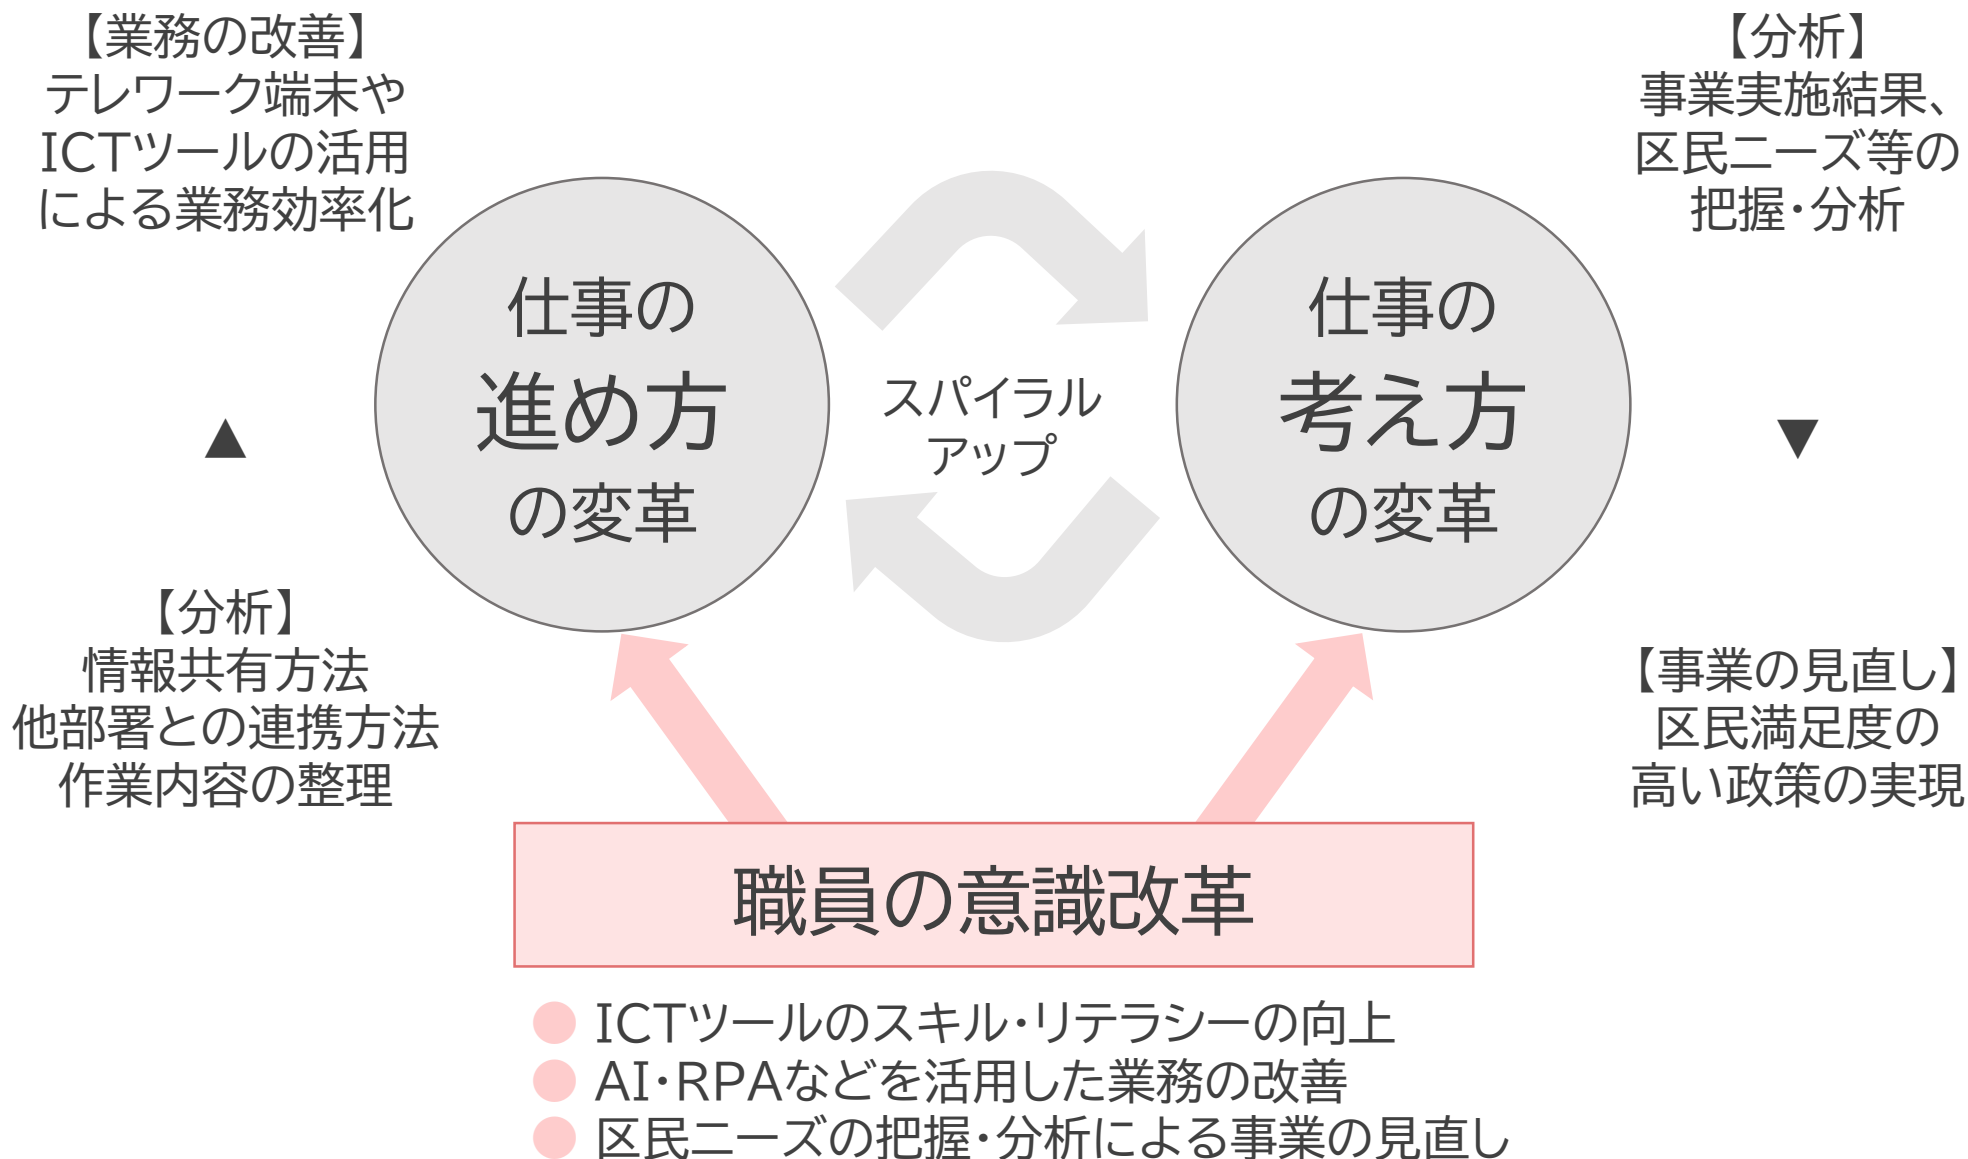 【業務の改善】
テレワーク端末や
ICTツールの活用
による業務効率化
▲
【分析】
情報共有方法
他部署との連携方法
作業内容の整理
仕事の
進め方
の変革
スパイラル
アップ
仕事の
考え方
の変革
【分析】
事業実施結果、
区民ニーズ等の
把握・分析
▼
【事業の見直し】
区民満足度の
高い政策の実現
職員の意識改革
● ICTツールのスキル・リテラシーの向上
● AI・RPAなどを活用した業務の改善
● 区民ニーズの把握・分析による事業の見直し